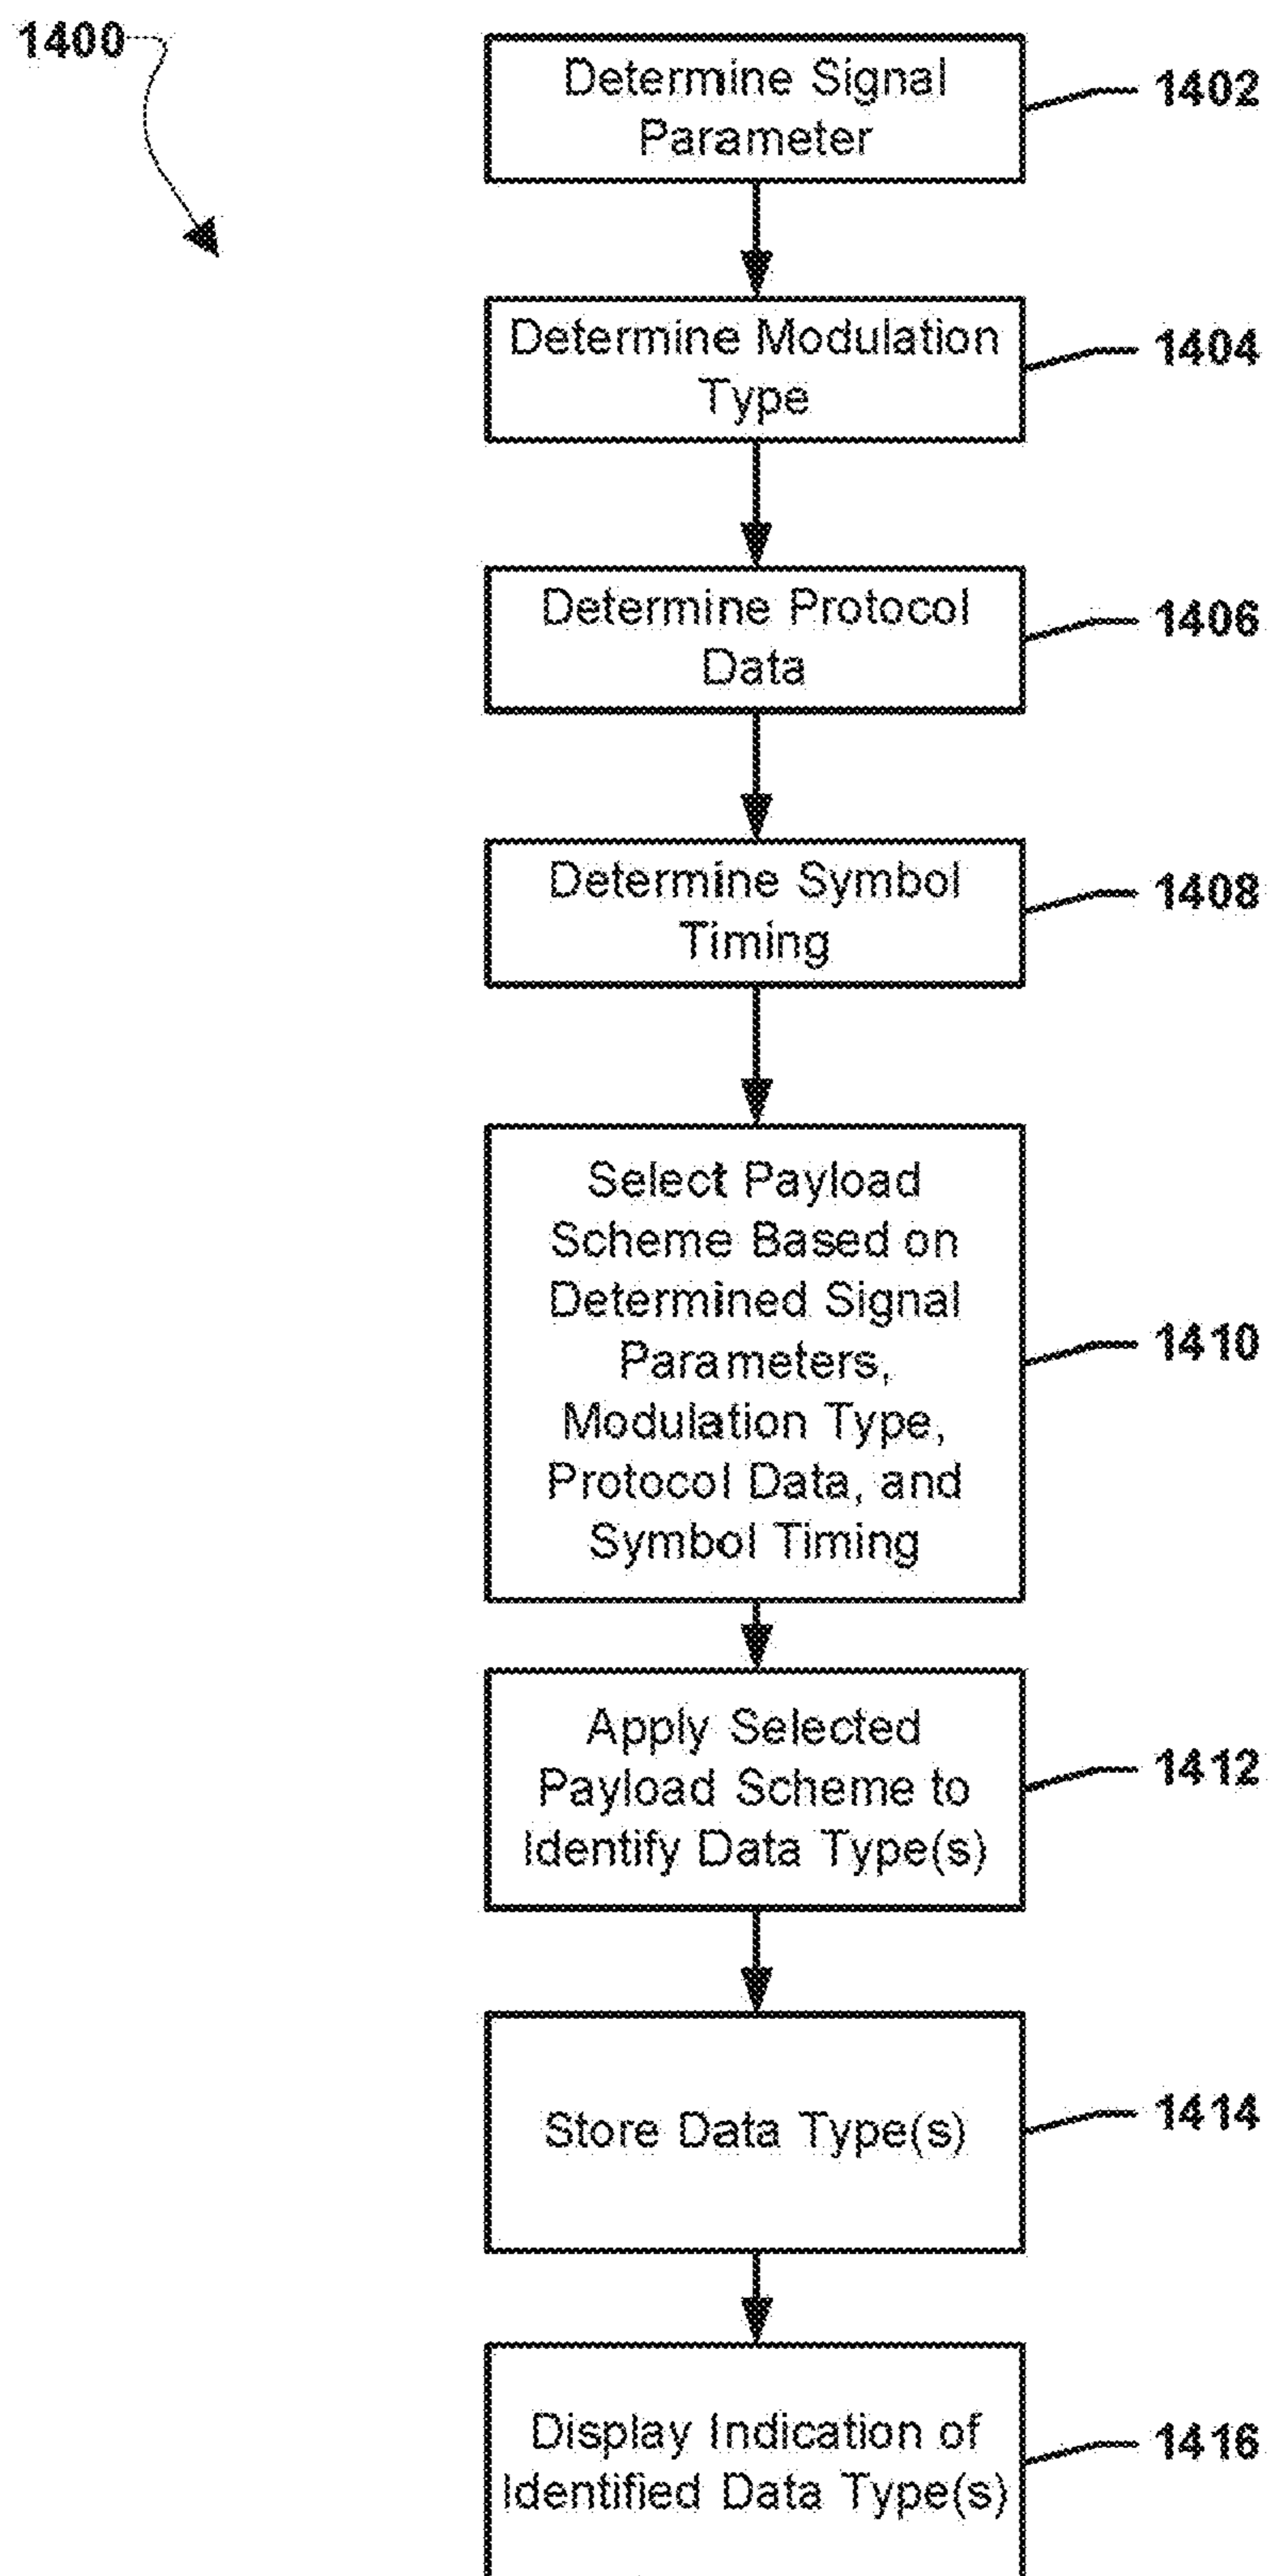 1400
Determine Signal
Parameter
1402
Determine Modulation
Type
1404
Determine Protocol
Data
1406
Determine Symbol
Timing
1408
Select Payload
Scheme Based on
Determined Signal
Parameters,
Modulation Type,
Protocol Data, and
Symbol Timing
1410
Apply Selected
Payload Scheme to
Identify Data Type(s)
1412
Store Data Type(s)
1414
Display Indication of
Identified Data Type(s)
1416